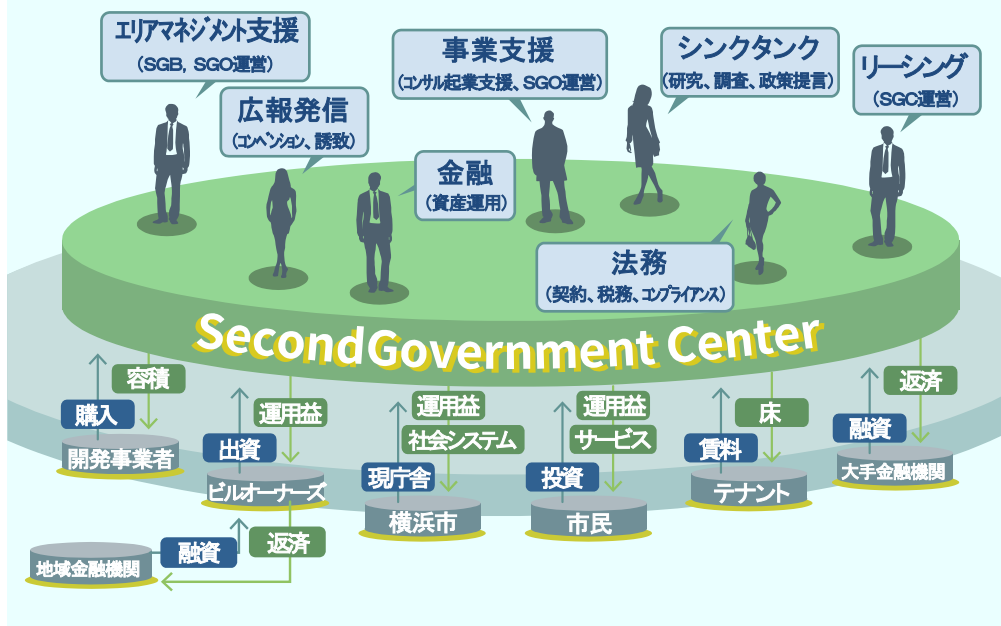 エリアマネジメント支援
(SGB, SGO運営)
広報発信
(コンベンション、誘致)
金融
(資産運用)
事業支援
(コンサル起業支援、SGO運営)
シンクタンク
(研究、調査、政策提言)
リーシング
(SGC運営)
法務
(契約、税務、コンプライアンス)
SecondGovernment Center
容積
購入
開発事業者
運用益
出資
ビルオーナーズ
運用益
社会システム
現庁舎
横浜市
運用益
サービス
投資
市民
床
賃料
テナント
返済
融資
大手金融機関
返済
融資
地域金融機関